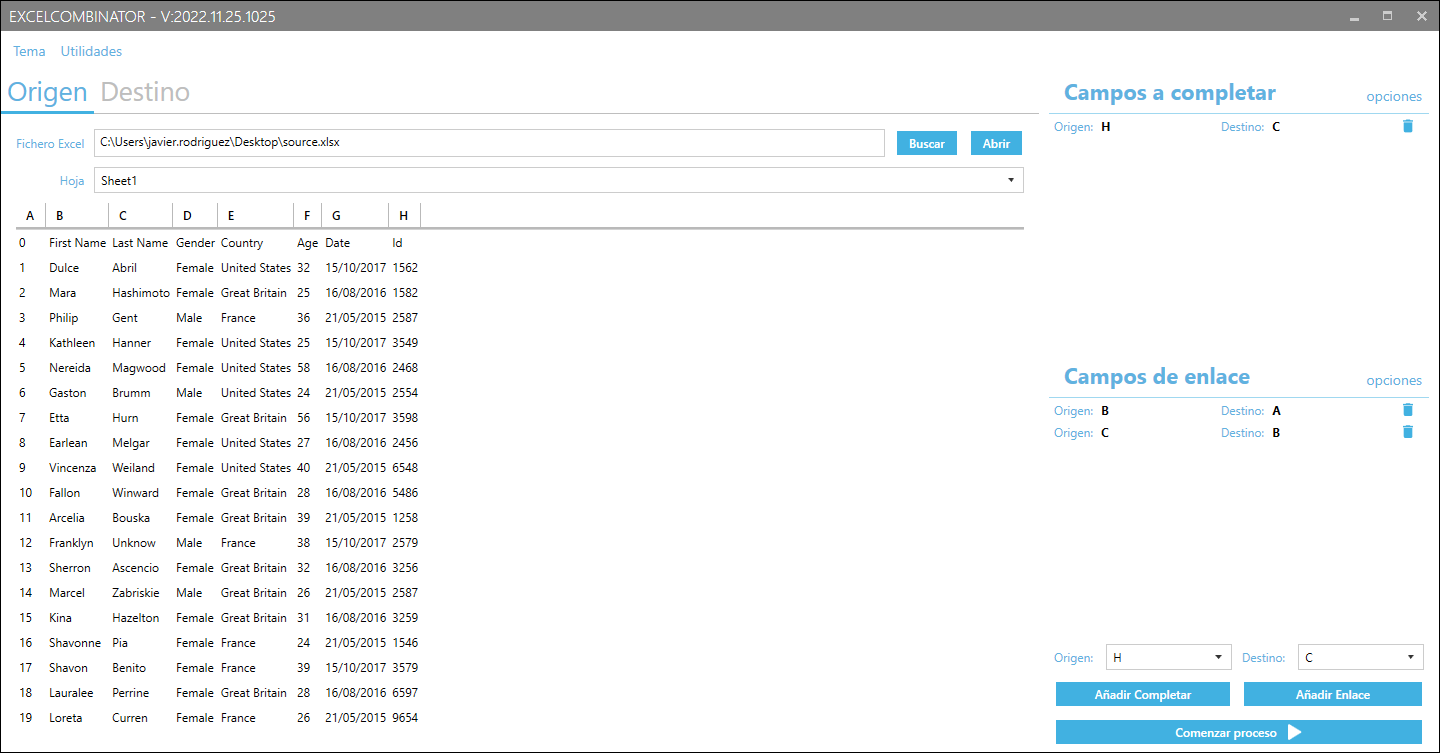 EXCELCOMBINATOR - V:2022.11.25.1025
Tema Utilidades
Origen Destino
Fichero Excel C:\Users\javier.rodriguez\Desktop\source.xlsx Buscar Abrir
Hoja Sheet1
A B C D E F G H
0 First Name Last Name Gender Country Age Date Id
1 Dulce Abril Female United States 32 15/10/2017 1562
2 Mara Hashimoto Female Great Britain 25 16/08/2016 1582
3 Philip Gent Male France 36 21/05/2015 2587
4 Kathleen Hanner Female United States 25 15/10/2017 3549
5 Nereida Magwood Female United States 58 16/08/2016 2468
6 Gaston Brumm Male United States 24 21/05/2015 2554
7 Etta Hurn Female Great Britain 56 15/10/2017 3598
8 Earlean Melgar Female United States 27 16/08/2016 2456
9 Vincenza Weiland Female United States 40 21/05/2015 6548
10 Fallon Winward Female Great Britain 28 16/08/2016 5486
11 Arcelia Bouska Female Great Britain 39 21/05/2015 1258
12 Franklyn Unknow Male France 38 15/10/2017 2579
13 Sherron Ascencio Female Great Britain 32 16/08/2016 3256
14 Marcel Zabriskie Male Great Britain 26 21/05/2015 2587
15 Kina Hazelton Female Great Britain 31 16/08/2016 3259
16 Shavonne Pia Female France 24 21/05/2015 1546
17 Shavon Benito Female France 39 15/10/2017 3579
18 Lauralee Perrine Female Great Britain 28 16/08/2016 6597
19 Loreta Curren Female France 26 21/05/2015 9654
Campos a completar opciones
Origen: H Destino: C
Campos de enlace opciones
Origen: B Destino: A
Origen: C Destino: B
Origen: H Destino: C
Añadir Completar Añadir Enlace
Comenzar proceso